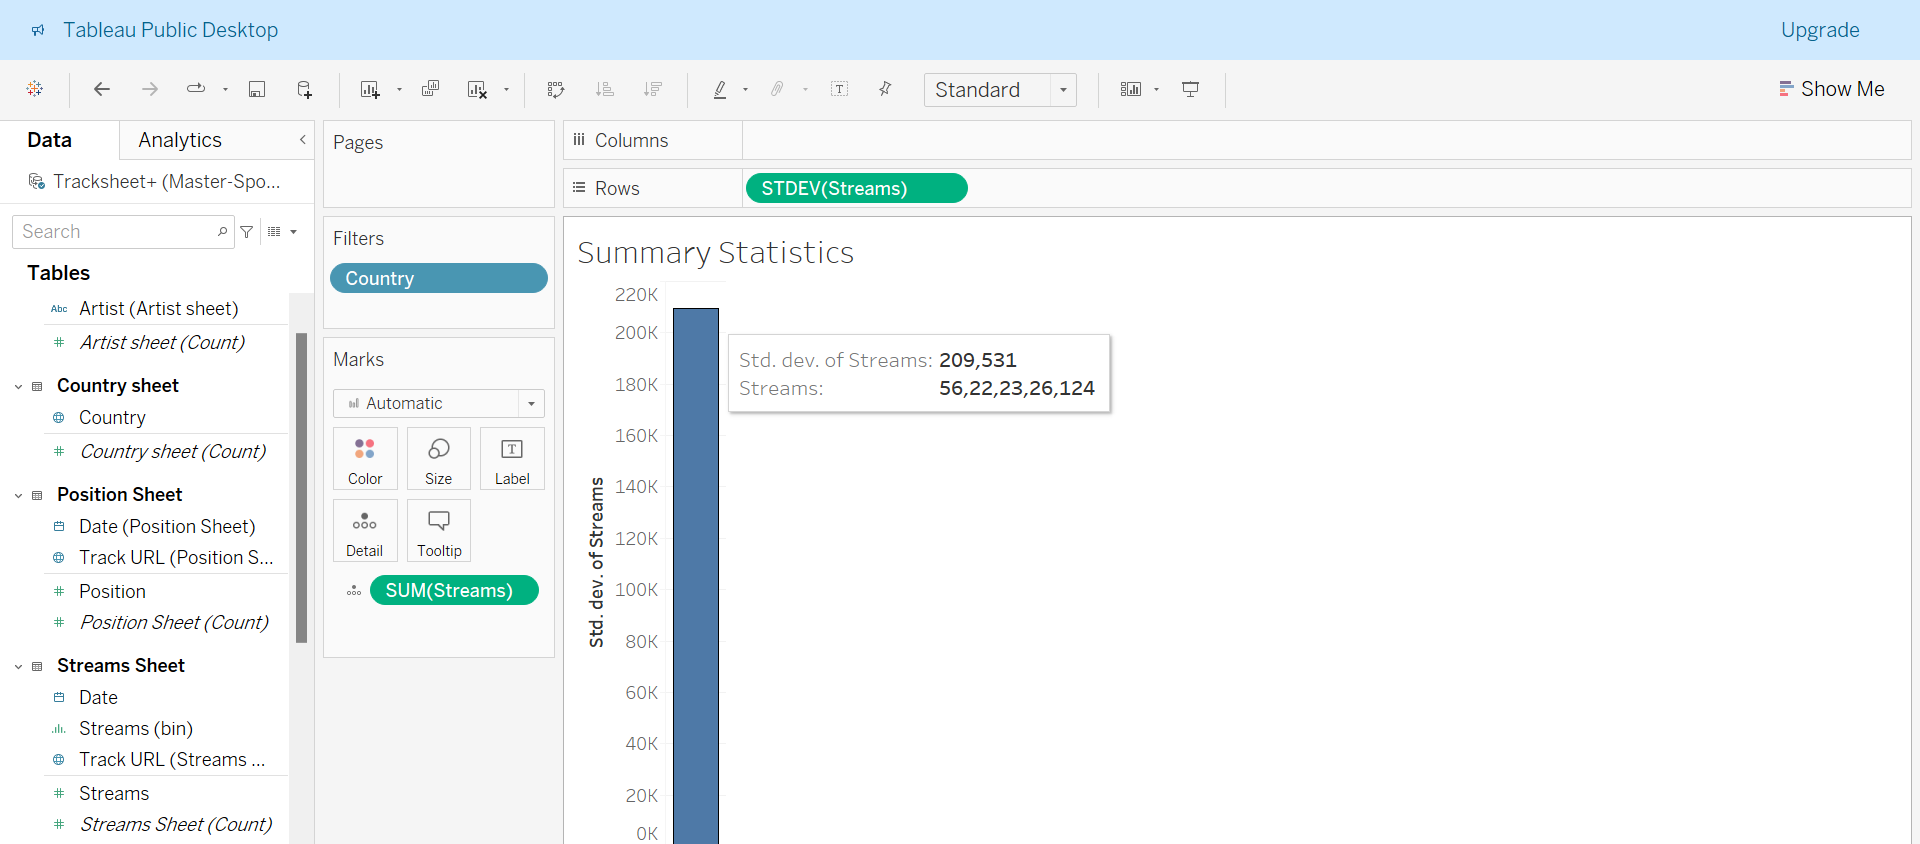 Tableau Public Desktop
Upgrade
Standard
Show Me
Data
Analytics
Tracksheet+ (Master-Spo...
Search
Tables
Abc Artist (Artist sheet)
# Artist sheet (Count)
Country sheet
Country
# Country sheet (Count)
Position Sheet
Date (Position Sheet)
Track URL (Position S...
# Position
# Position Sheet (Count)
Streams Sheet
Date
Streams (bin)
Track URL (Streams ...
# Streams
# Streams Sheet (Count)
Pages
Filters
Country
Marks
Automatic
Color
Size
T
Label
Detail
Tooltip
SUM(Streams)
Columns
Rows
STDEV(Streams)
Summary Statistics
Std. dev. of Streams
220K
200K
180K
160K
140K
120K
100K
80K
60K
40K
20K
0K
Std. dev. of Streams: 209,531
Streams: 56,22,23,26,124